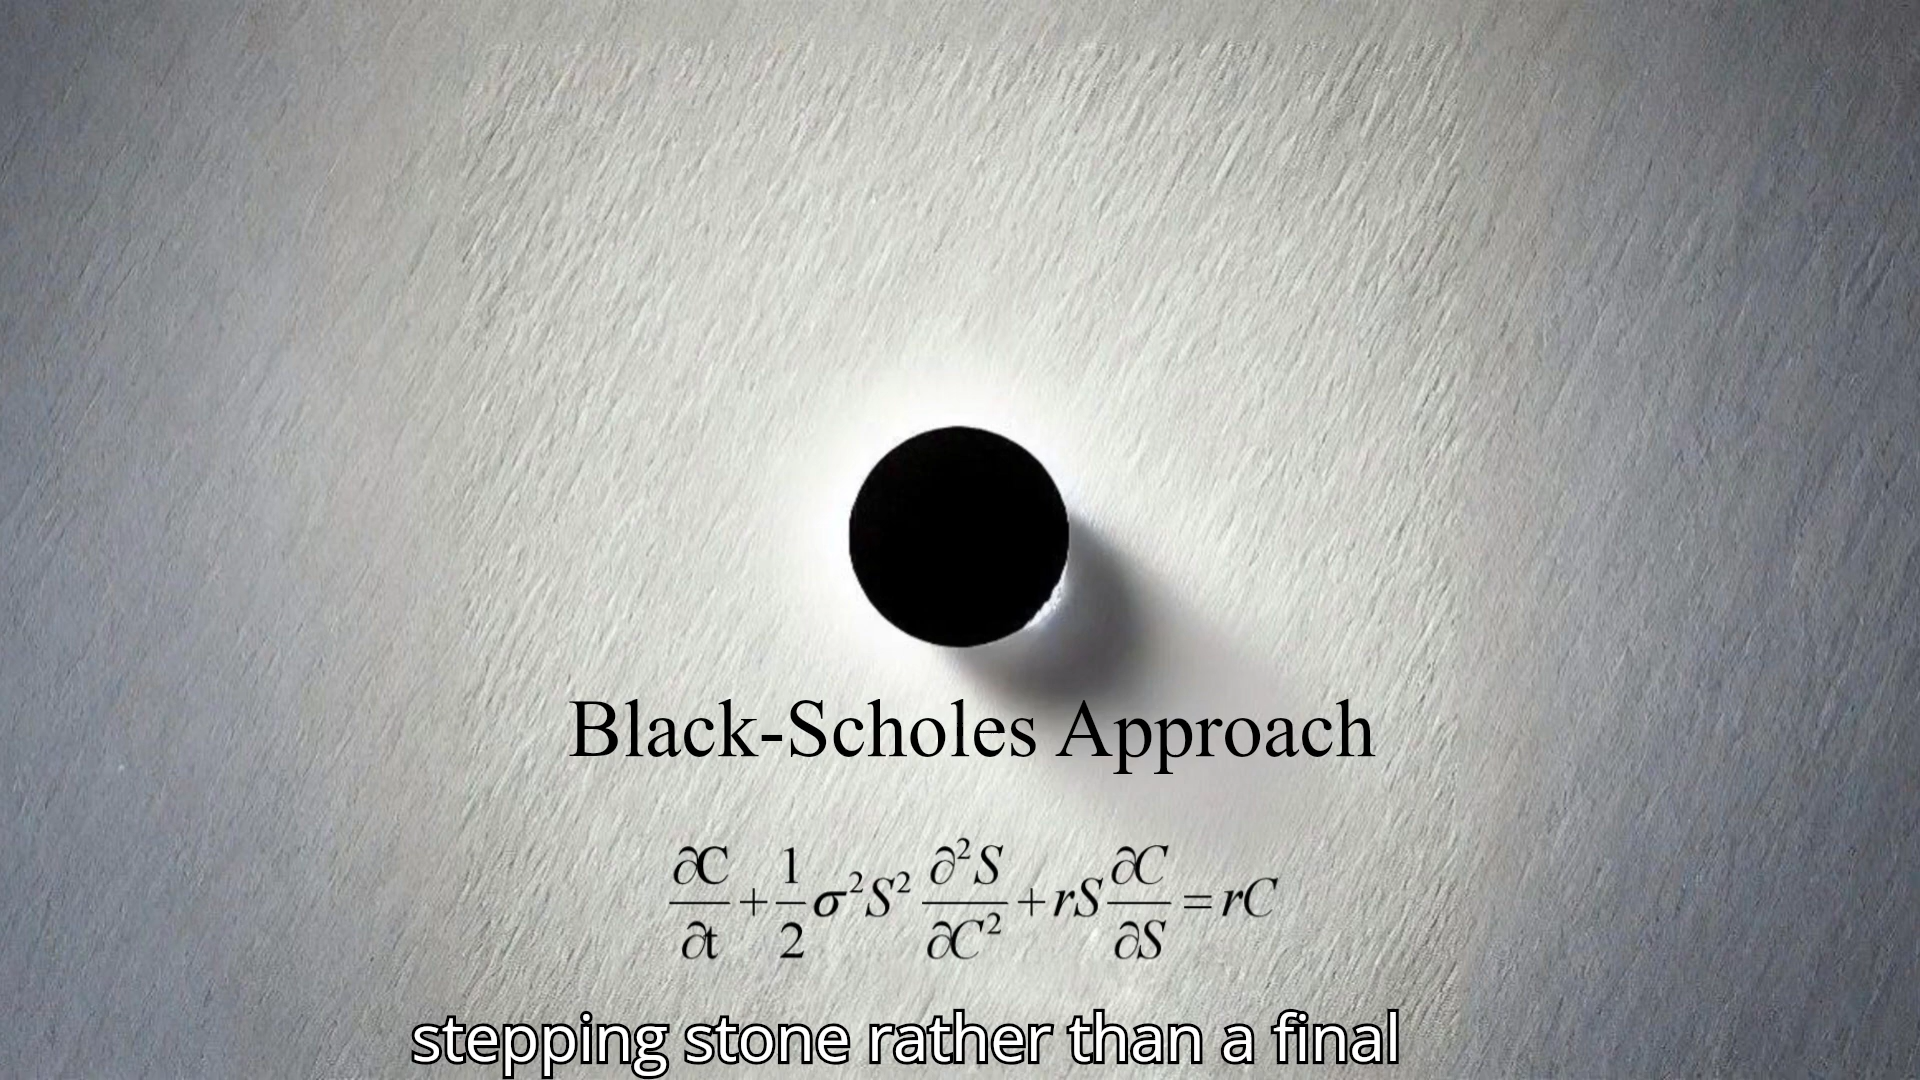 Black-Scholes Approach
∂C/∂t + 1/2 σ²S² ∂²S/∂C² + rS ∂C/∂S = rC
stepping stone rather than a final